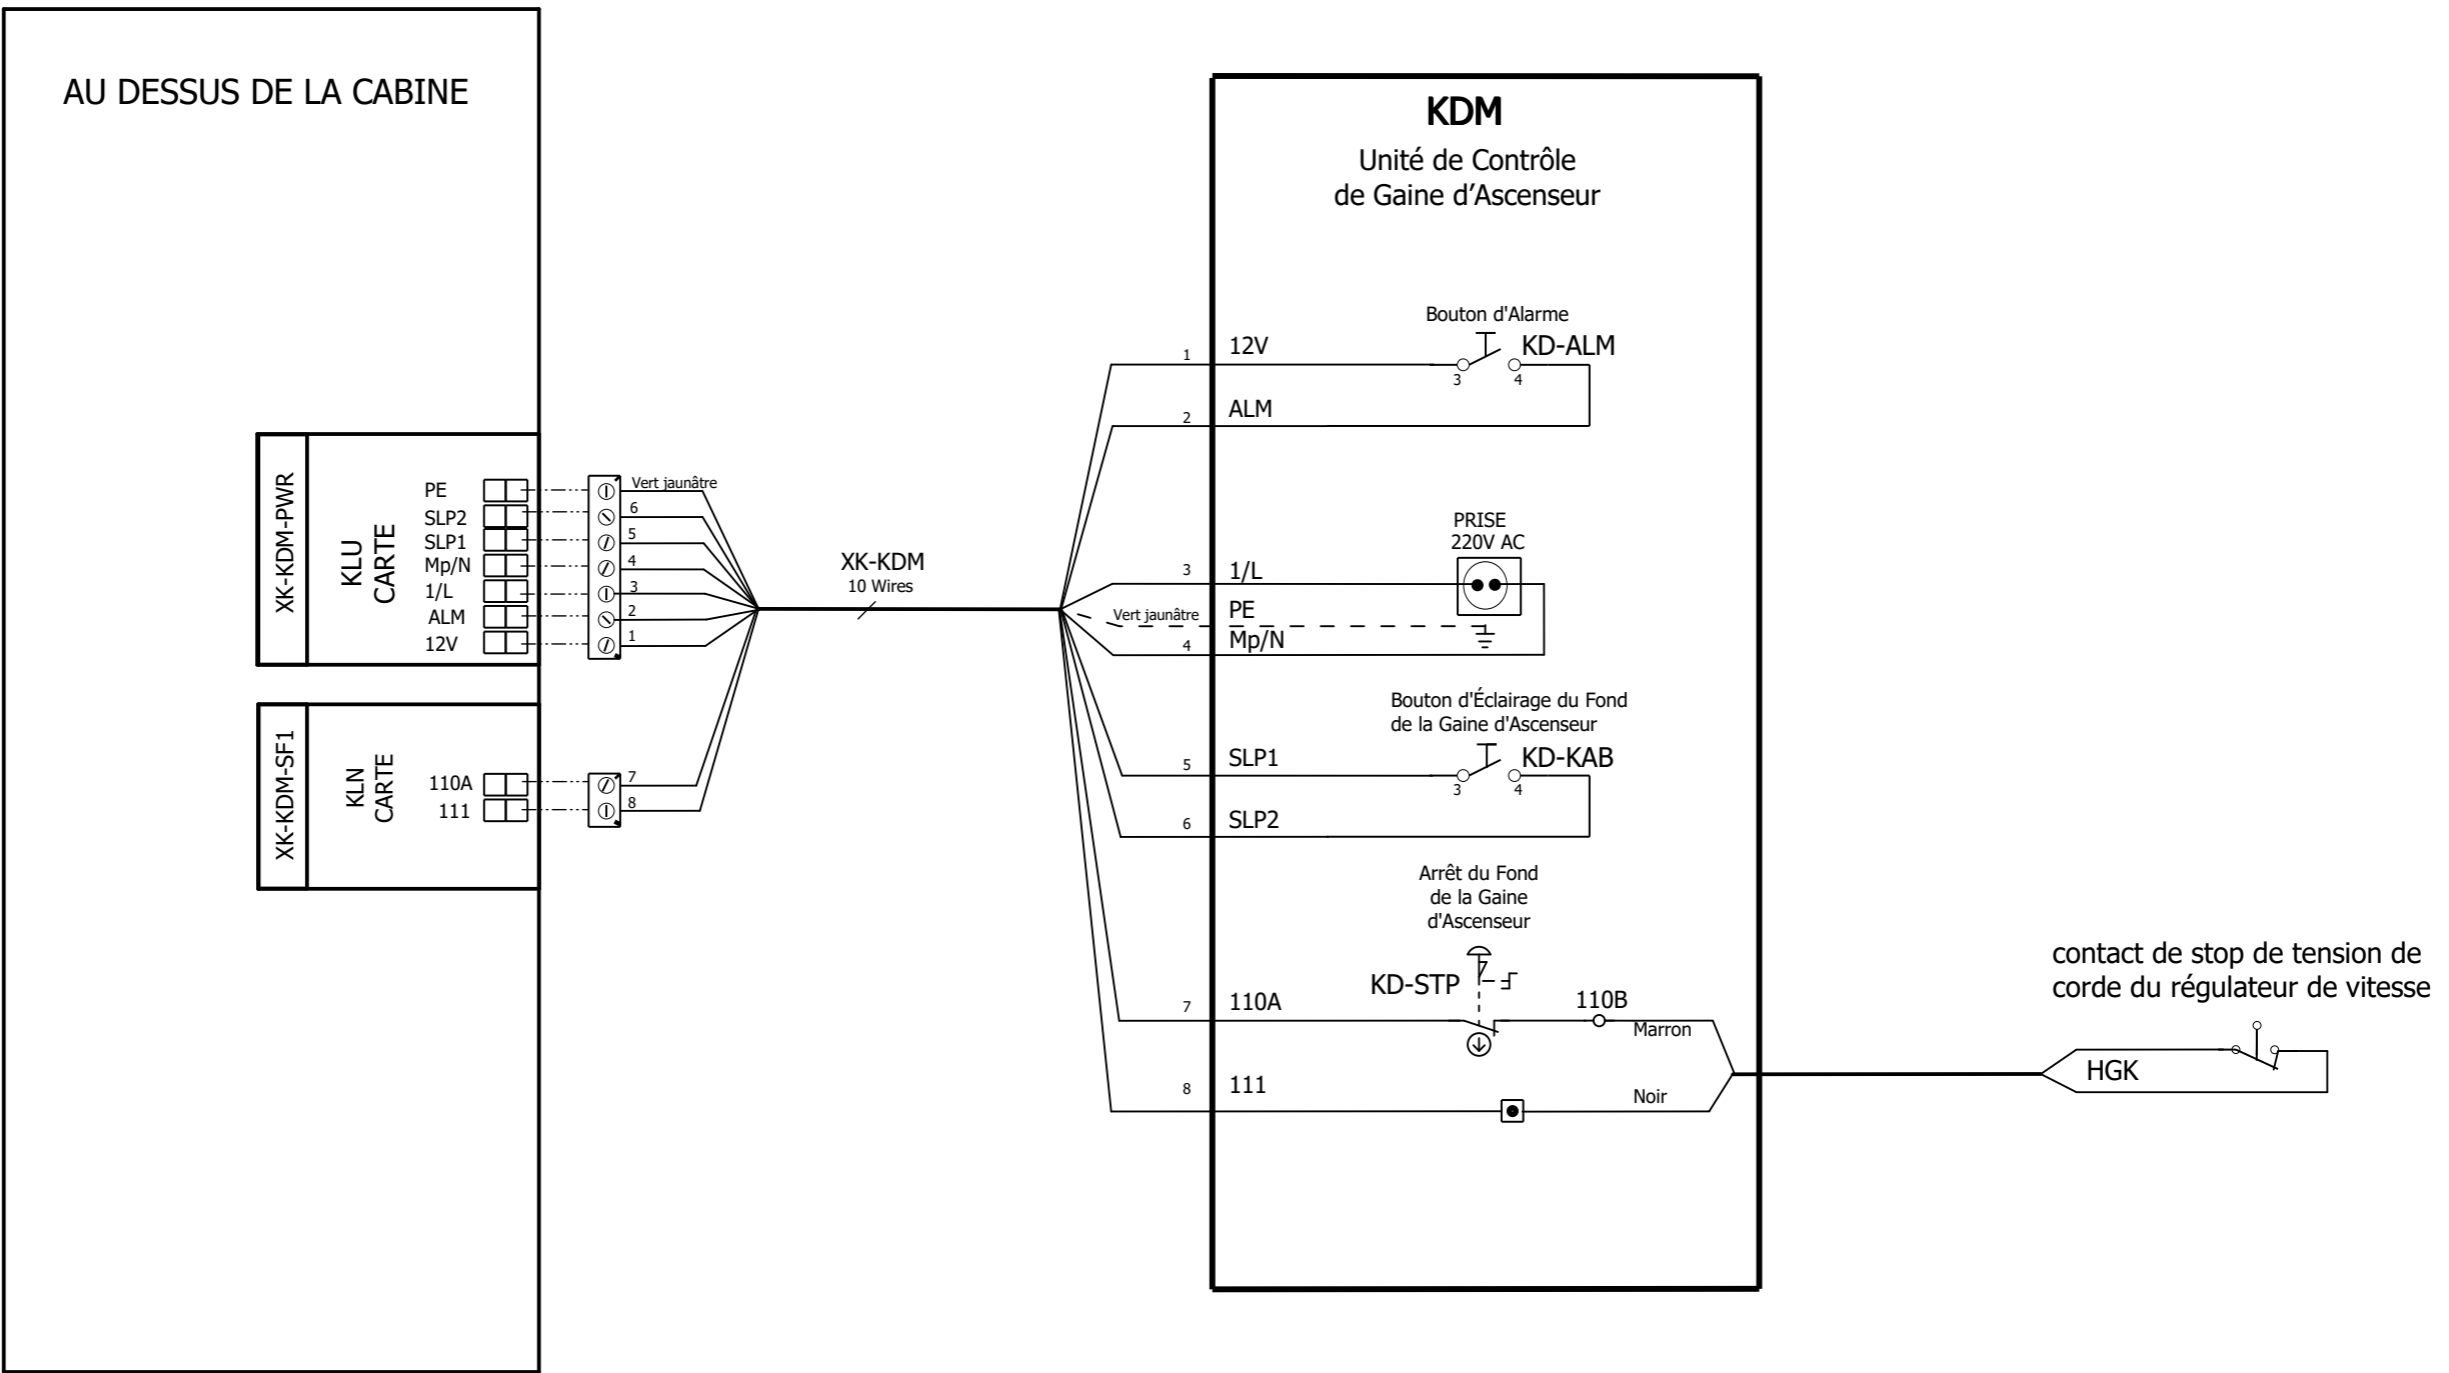 AU DESSUS DE LA CABINE
XK-KDM-PWR
KLU
CARTE
PE
SLP2
SLP1
Mp/N
1/L
ALM
12V
Vert jaunâtre
6
5
4
3
2
1
XK-KDM-SF1
KLN
CARTE
110A
111
7
8
XK-KDM
10 Wires
KDM
Unité de Contrôle
de Gaine d’Ascenseur
Bouton d'Alarme
1
12V
KD-ALM
3
4
2
ALM
PRISE
220V AC
3
1/L
Vert jaunâtre
PE
4
Mp/N
Bouton d'Éclairage du Fond
de la Gaine d'Ascenseur
5
SLP1
KD-KAB
3
4
6
SLP2
Arrêt du Fond
de la Gaine
d'Ascenseur
KD-STP
7
110A
110B
Marron
8
111
Noir
contact de stop de tension de
corde du régulateur de vitesse
HGK